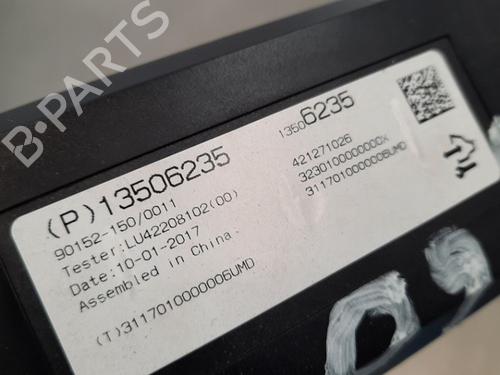 B-PARTS
(P)13506235
13506235
90152-150/0011
Tester:LU42208102(00)
Date:10-01-2017
Assembled in China.
(T)3117010000006UMD
421271026
323010000000X
3117010000006UMD